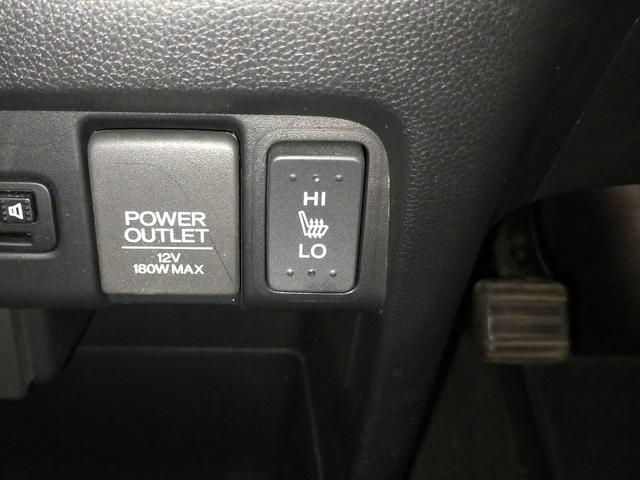 POWER
OUTLET
12V
180W MAX
HI
LO